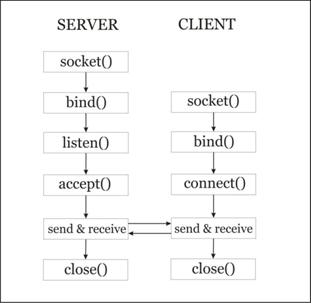 SERVER CLIENT
socket()
bind() socket()
listen() bind()
accept() connect()
send & receive send & receive
close() close()